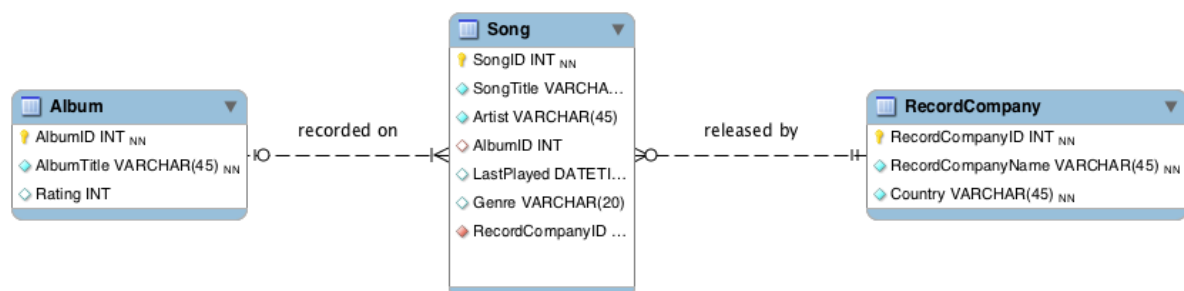 Album
AlbumID INT NN
AlbumTitle VARCHAR(45) NN
Rating INT
recorded on
Song
SongID INT NN
SongTitle VARCHA...
Artist VARCHAR(45)
AlbumID INT
LastPlayed DATETI...
Genre VARCHAR(20)
RecordCompanyID ...
released by
RecordCompany
RecordCompanyID INT NN
RecordCompanyName VARCHAR(45) NN
Country VARCHAR(45) NN